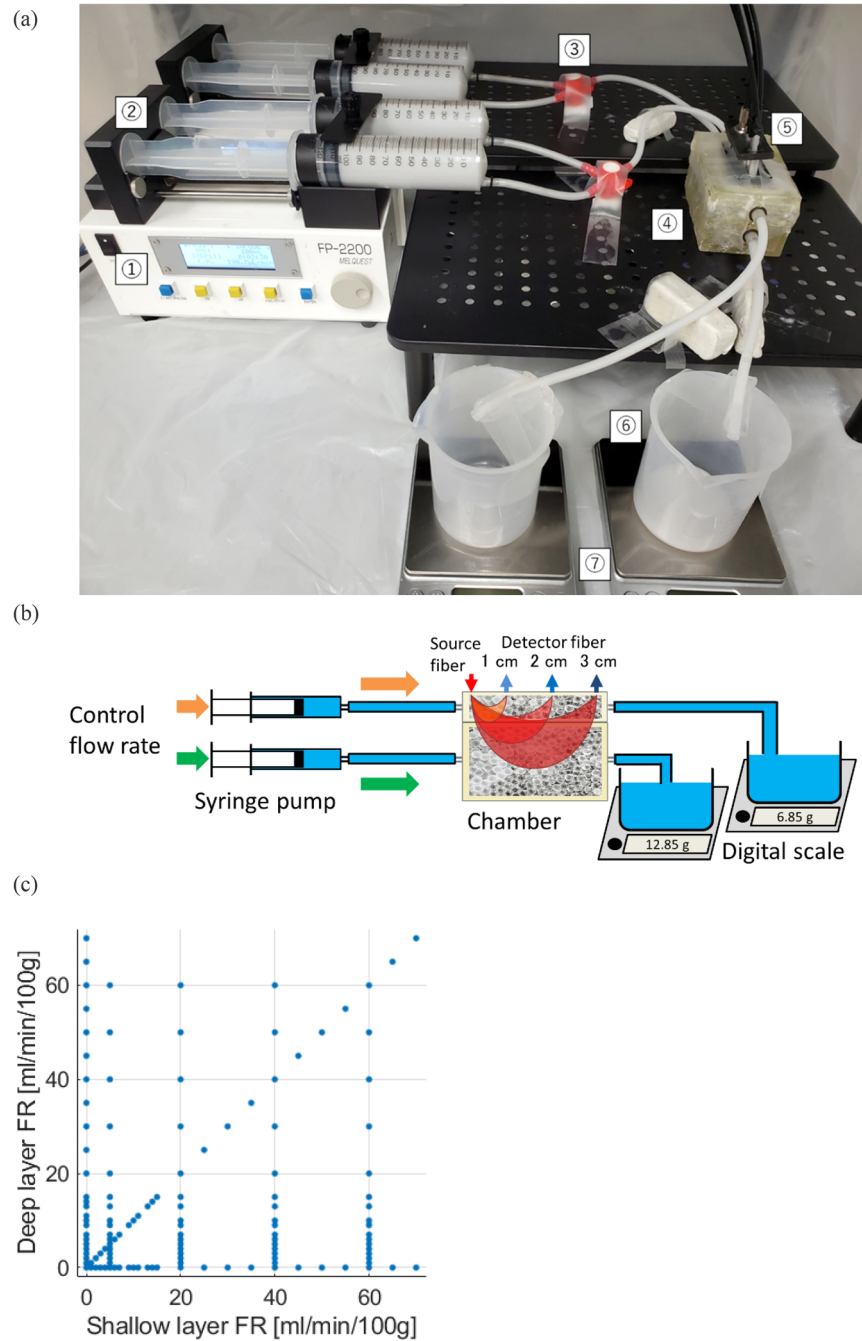 (a)
③
②
⑤
④
①
FP-2200
MELQUEST
⑥
⑦
(b)
Source fiber
Detector fiber
1 cm 2 cm 3 cm
Control flow rate
Syringe pump
Chamber
6.85 g
12.85 g
Digital scale
(c)
Deep layer FR [ml/min/100g]
60
40
20
0
0 20 40 60
Shallow layer FR [ml/min/100g]